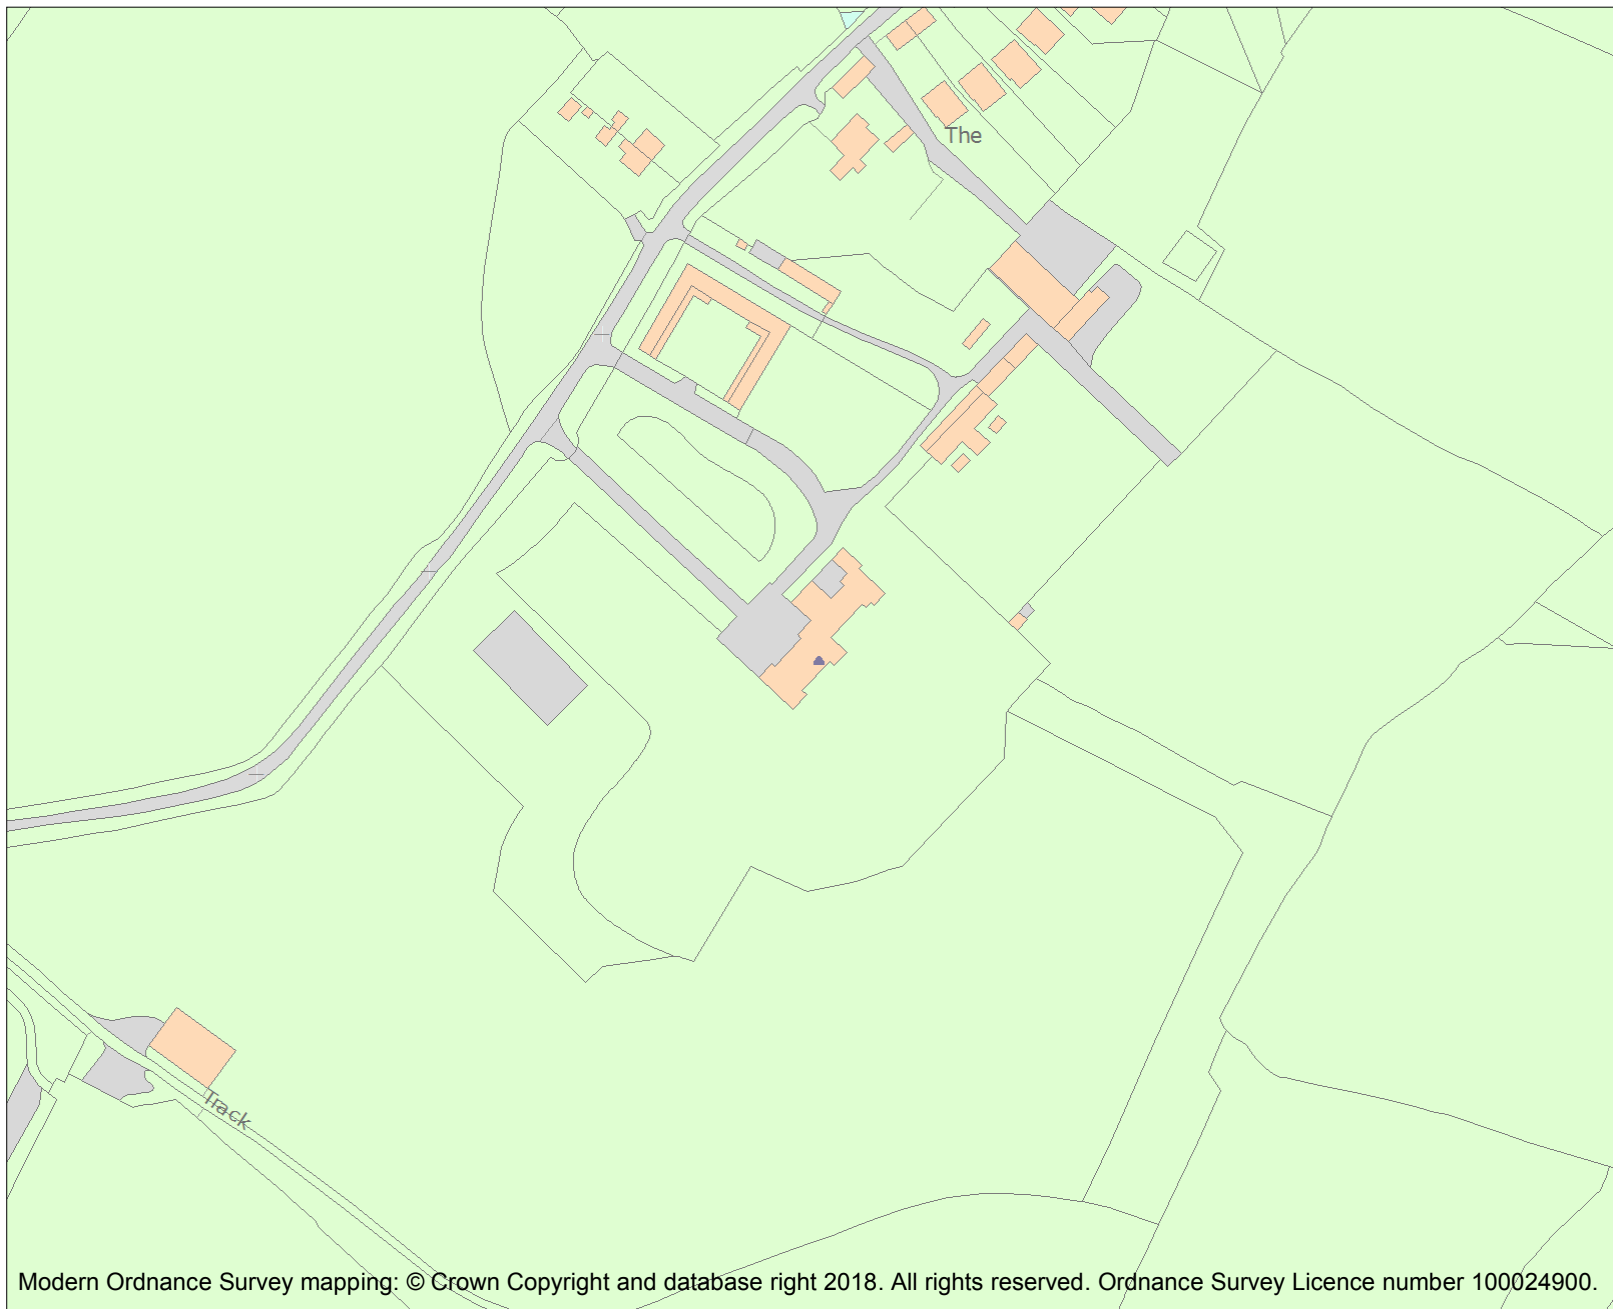 The
Track
Modern Ordnance Survey mapping: © Crown Copyright and database right 2018. All rights reserved. Ordnance Survey Licence number 100024900.